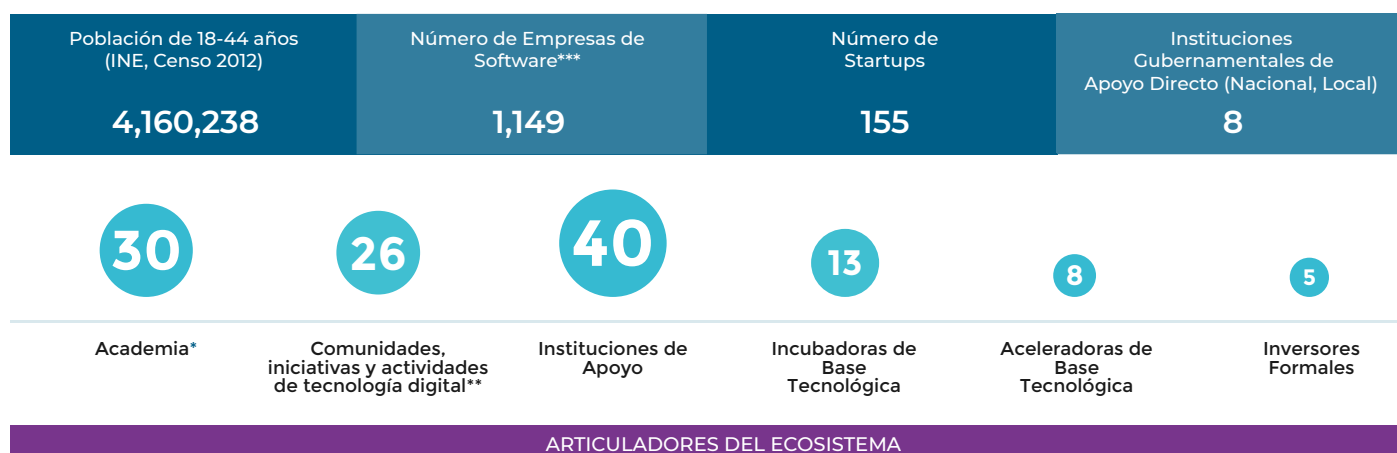 Población de 18-44 años
(INE, Censo 2012)
4,160,238
Número de Empresas de
Software***
1,149
Número de
Startups
155
Instituciones
Gubernamentales de
Apoyo Directo (Nacional, Local)
8
30
26
40
13
8
5
Academia*
Comunidades,
iniciativas y actividades
de tecnología digital**
Instituciones de
Apoyo
Incubadoras de
Base
Tecnológica
Aceleradoras de
Base
Tecnológica
Inversores
Formales
ARTICULADORES DEL ECOSISTEMA